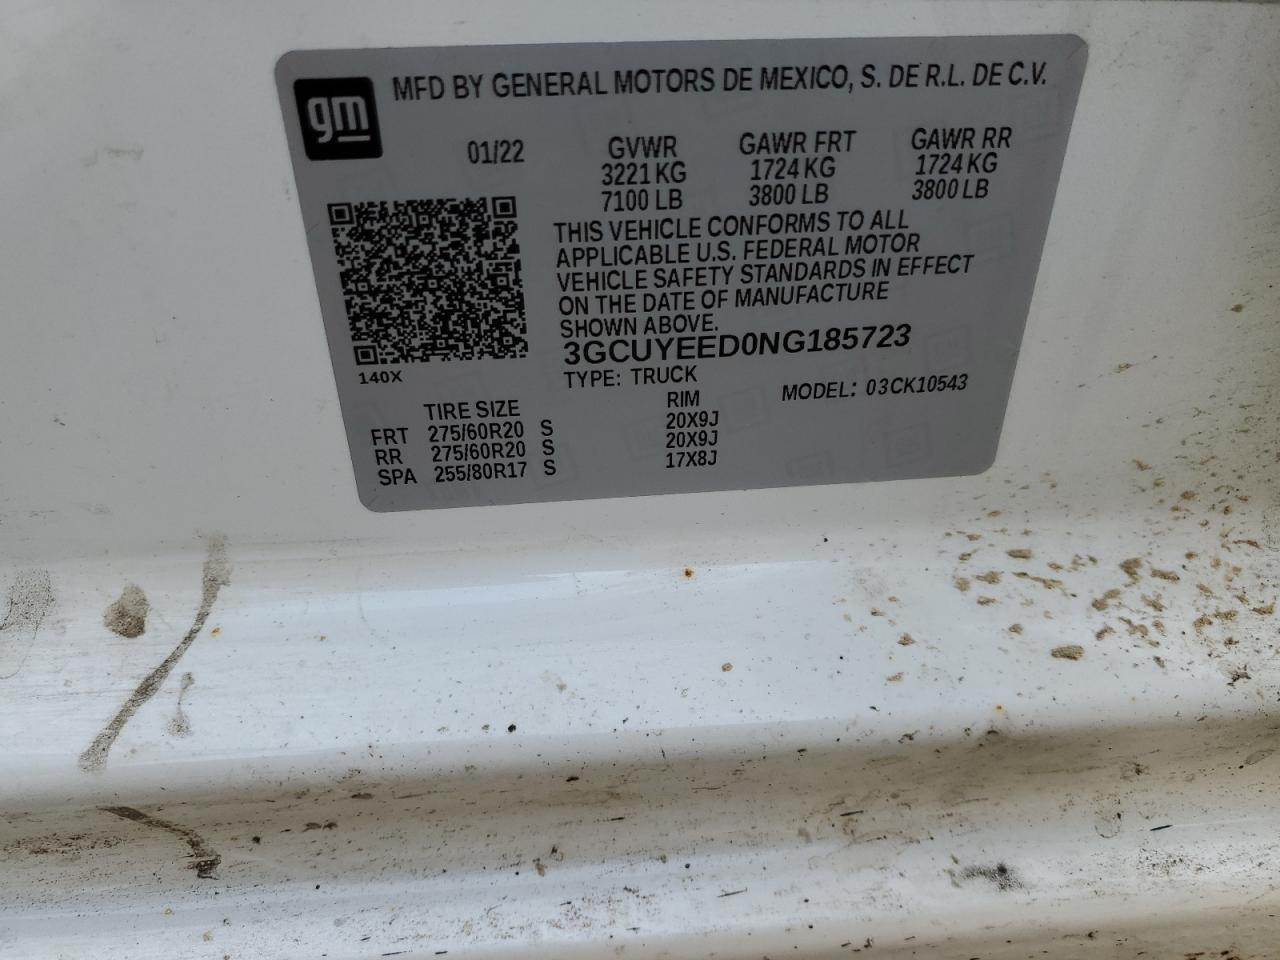 gm
MFD BY GENERAL MOTORS DE MEXICO, S. DE R.L. DE C.V.
01/22 GVWR GAWR FRT GAWR RR
3221 KG 1724 KG 1724 KG
7100 LB 3800 LB 3800 LB
THIS VEHICLE CONFORMS TO ALL
APPLICABLE U.S. FEDERAL MOTOR
VEHICLE SAFETY STANDARDS IN EFFECT
ON THE DATE OF MANUFACTURE
SHOWN ABOVE.
3GCUYEED0NG185723
140X
TYPE: TRUCK MODEL: 03CK10543
TIRE SIZE RIM
FRT 275/60R20 S 20X9J
RR 275/60R20 S 20X9J
SPA 255/80R17 S 17X8J